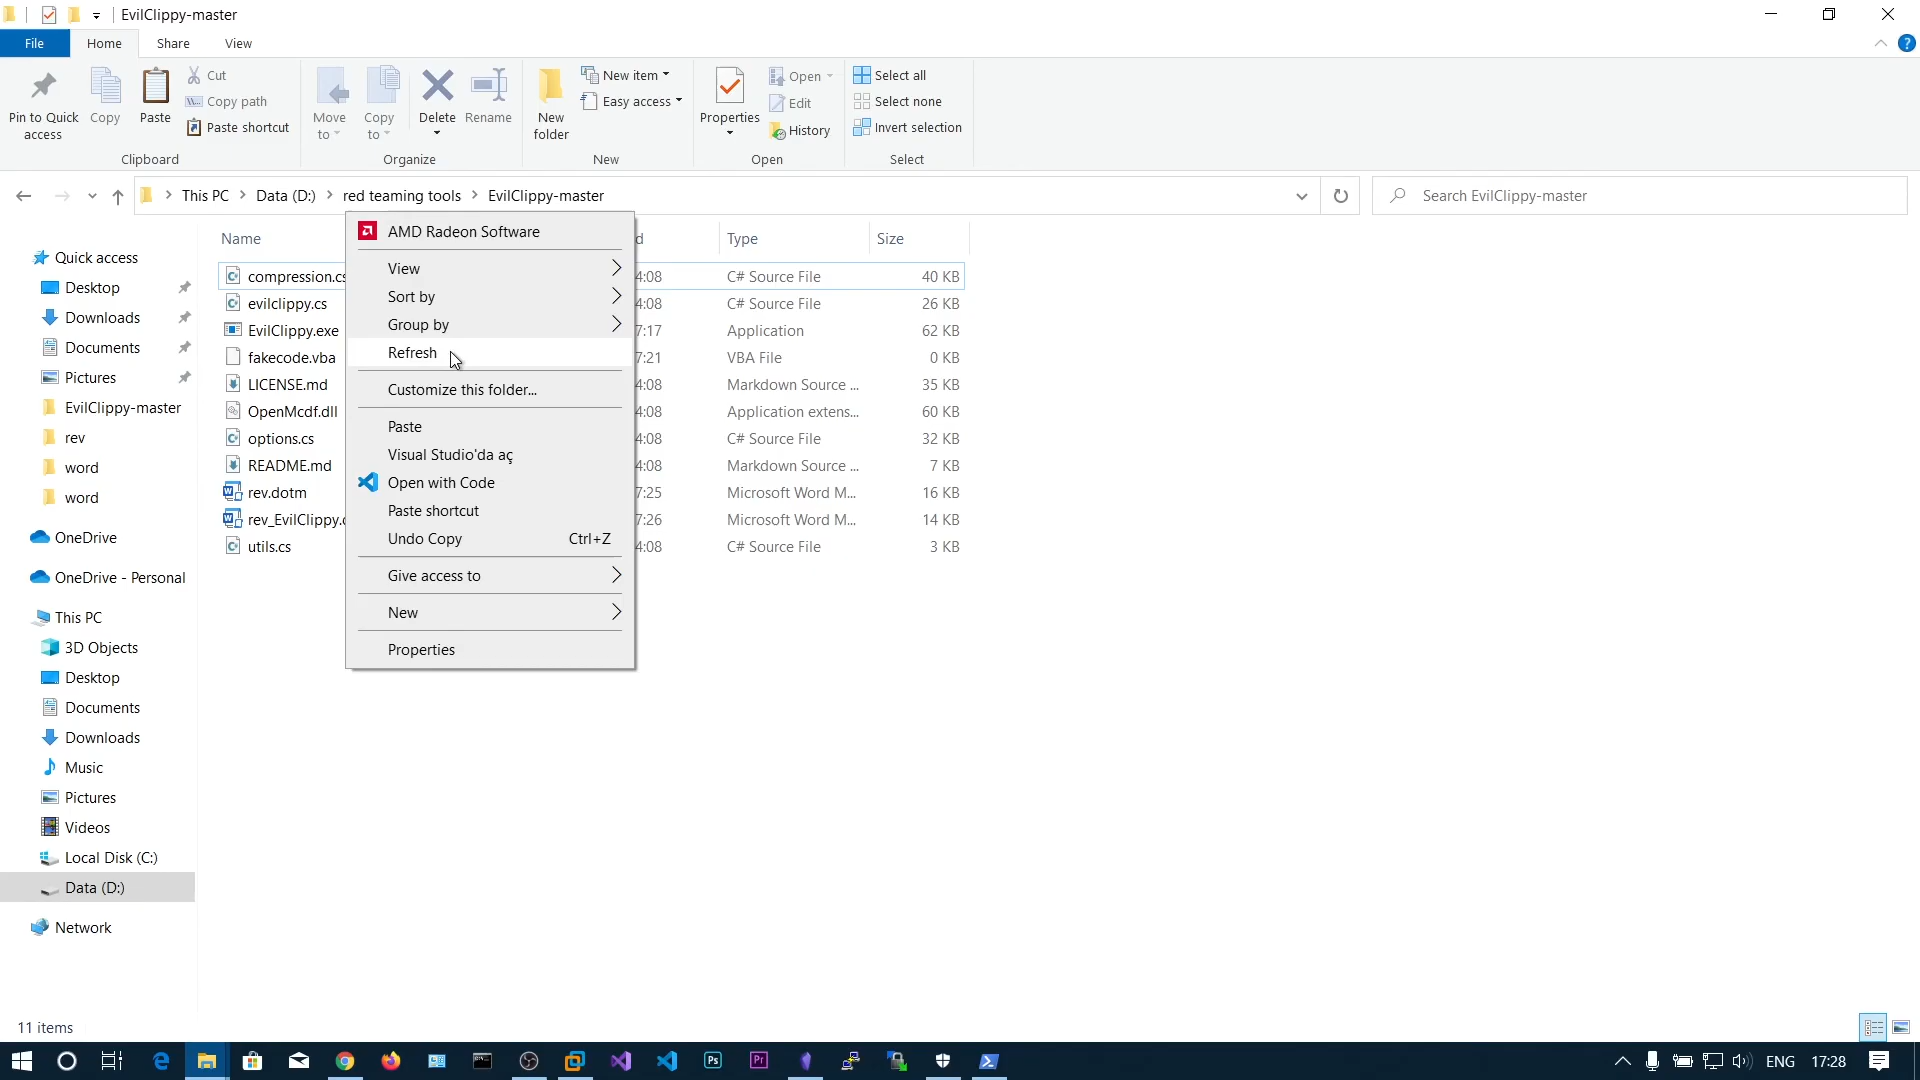 EvilClippy-master
File
Home
Share
View
Pin to Quick access
Copy
Paste
Cut
Copy path
Paste shortcut
Clipboard
Move to
Copy to
Delete
Rename
Organize
New folder
New item
Easy access
New
Properties
Open
Edit
History
Open
Select all
Select none
Invert selection
Select
This PC
Data (D:)
red teaming tools
EvilClippy-master
Search EvilClippy-master
Name
d
Type
Size
compression.cs
4:08
C# Source File
40 KB
evilclippy.cs
4:08
C# Source File
26 KB
EvilClippy.exe
7:17
Application
62 KB
fakecode.vba
7:21
VBA File
0 KB
LICENSE.md
4:08
Markdown Source ...
35 KB
OpenMcdf.dll
4:08
Application extens...
60 KB
options.cs
4:08
C# Source File
32 KB
README.md
4:08
Markdown Source ...
7 KB
rev.dotm
7:25
Microsoft Word M...
16 KB
rev_EvilClippy.
7:26
Microsoft Word M...
14 KB
utils.cs
4:08
C# Source File
3 KB
AMD Radeon Software
View
Sort by
Group by
Refresh
Customize this folder...
Paste
Visual Studio'da aç
Open with Code
Paste shortcut
Undo Copy Ctrl+Z
Give access to
New
Properties
Quick access
Desktop
Downloads
Documents
Pictures
EvilClippy-master
rev
word
word
OneDrive
OneDrive - Personal
This PC
3D Objects
Desktop
Documents
Downloads
Music
Pictures
Videos
Local Disk (C:)
Data (D:)
Network
11 items
Ps
Pr
ENG
17:28